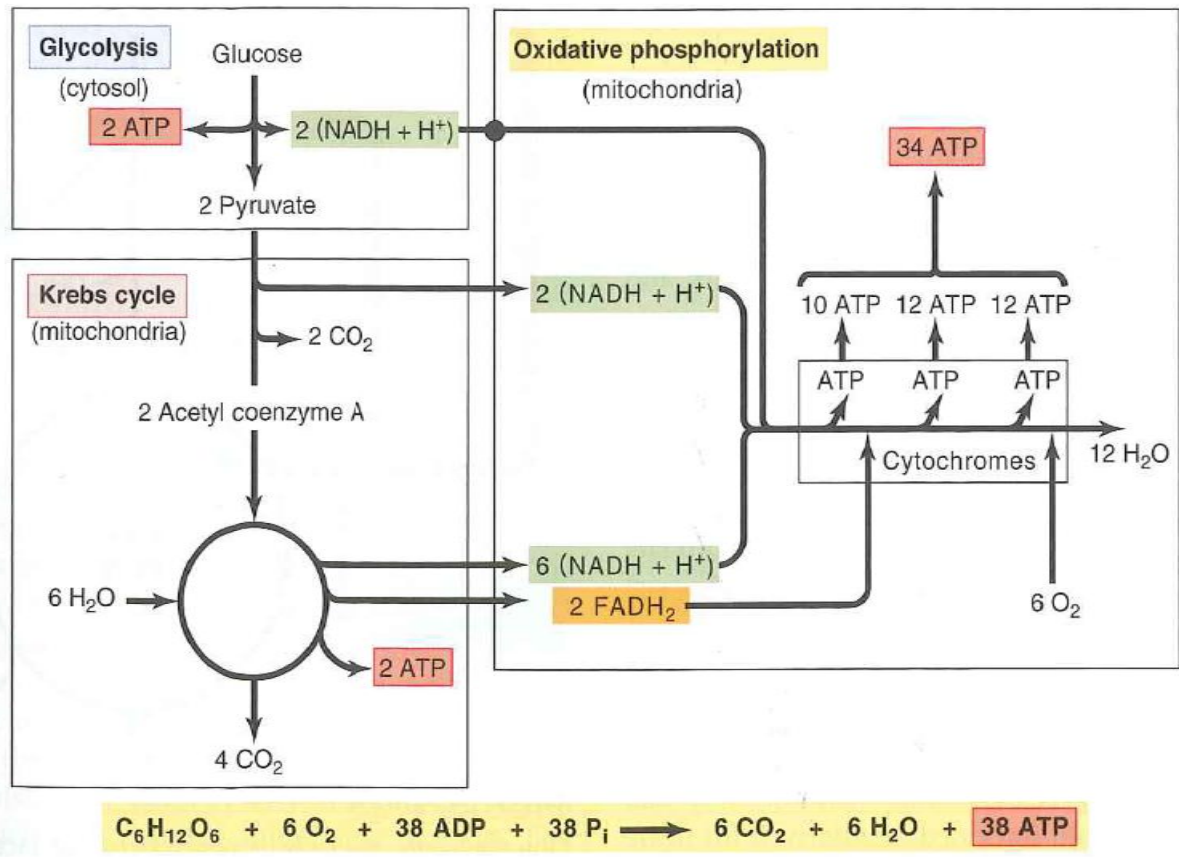 Glycolysis
(cytosol)
Glucose
2 ATP
2 (NADH + H⁺)
2 Pyruvate
Krebs cycle
(mitochondria)
2 CO₂
2 Acetyl coenzyme A
6 H₂O
2 ATP
4 CO₂
Oxidative phosphorylation
(mitochondria)
34 ATP
2 (NADH + H⁺)
10 ATP 12 ATP 12 ATP
ATP ATP ATP
Cytochromes
12 H₂O
6 (NADH + H⁺)
2 FADH₂
6 O₂
C₆H₁₂O₆ + 6 O₂ + 38 ADP + 38 Pᵢ → 6 CO₂ + 6 H₂O + 38 ATP